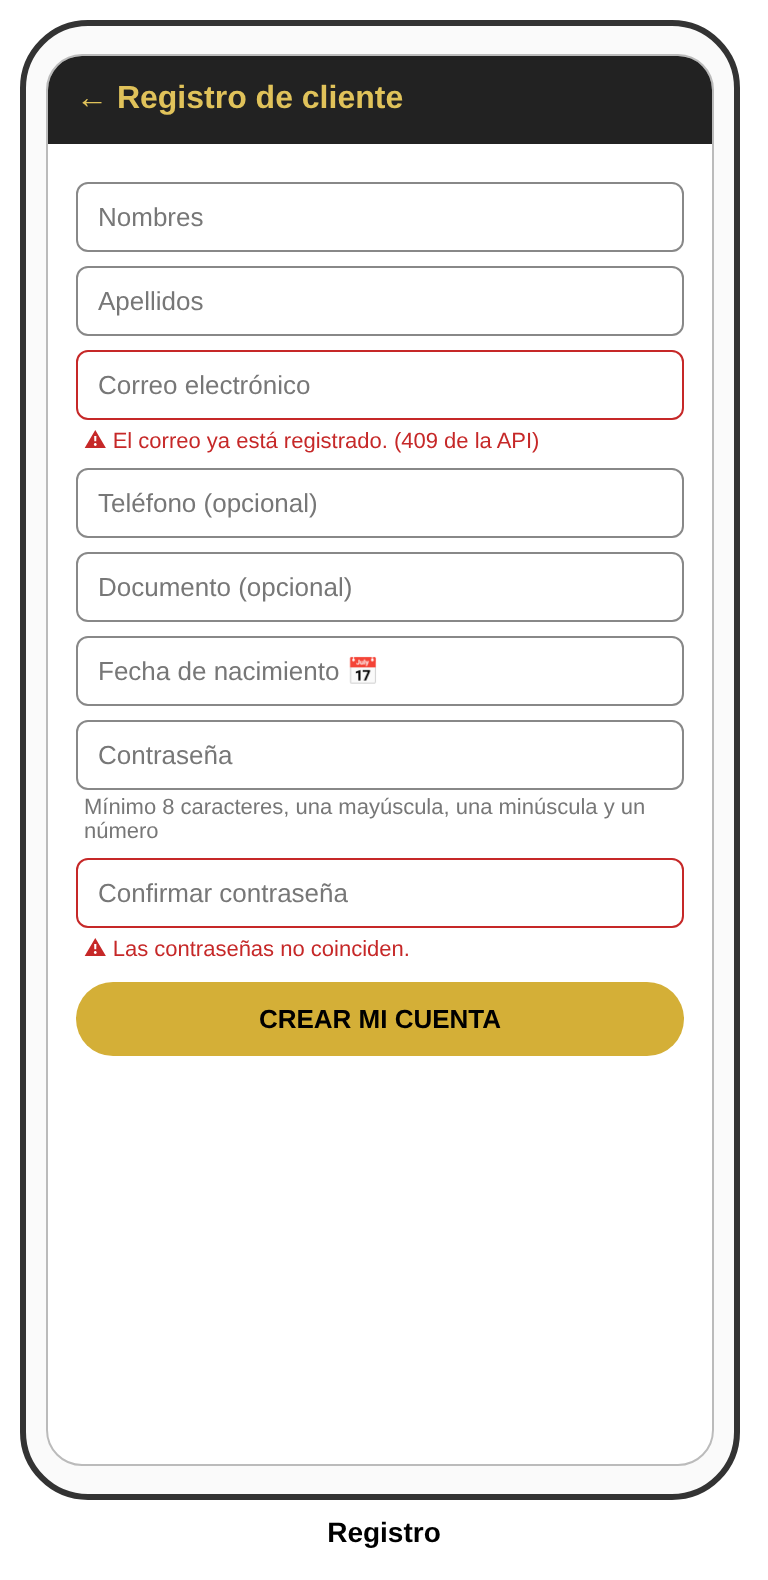 ← Registro de cliente
Nombres
Apellidos
Correo electrónico
⚠ El correo ya está registrado. (409 de la API)
Teléfono (opcional)
Documento (opcional)
Fecha de nacimiento 📅
Contraseña
Mínimo 8 caracteres, una mayúscula, una minúscula y un
número
Confirmar contraseña
⚠ Las contraseñas no coinciden.
CREAR MI CUENTA
Registro